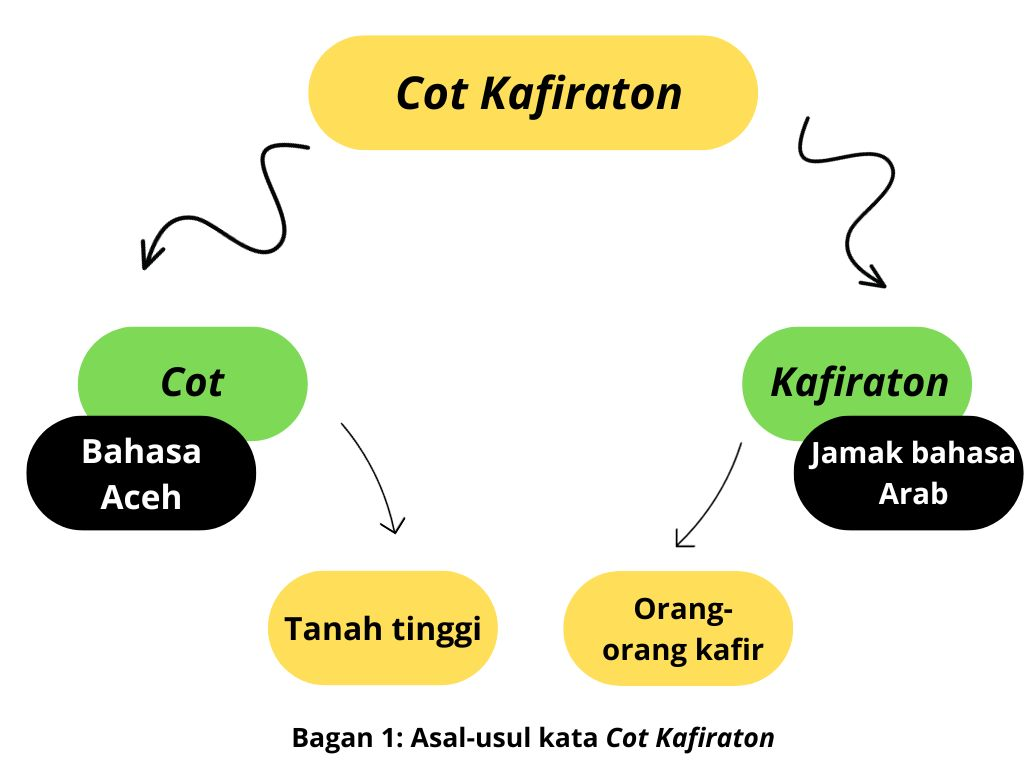 Cot Kafiraton
Cot
Bahasa
Aceh
Kafiraton
Jamak bahasa
Arab
Tanah tinggi
Orang-
orang kafir
Bagan 1: Asal-usul kata Cot Kafiraton